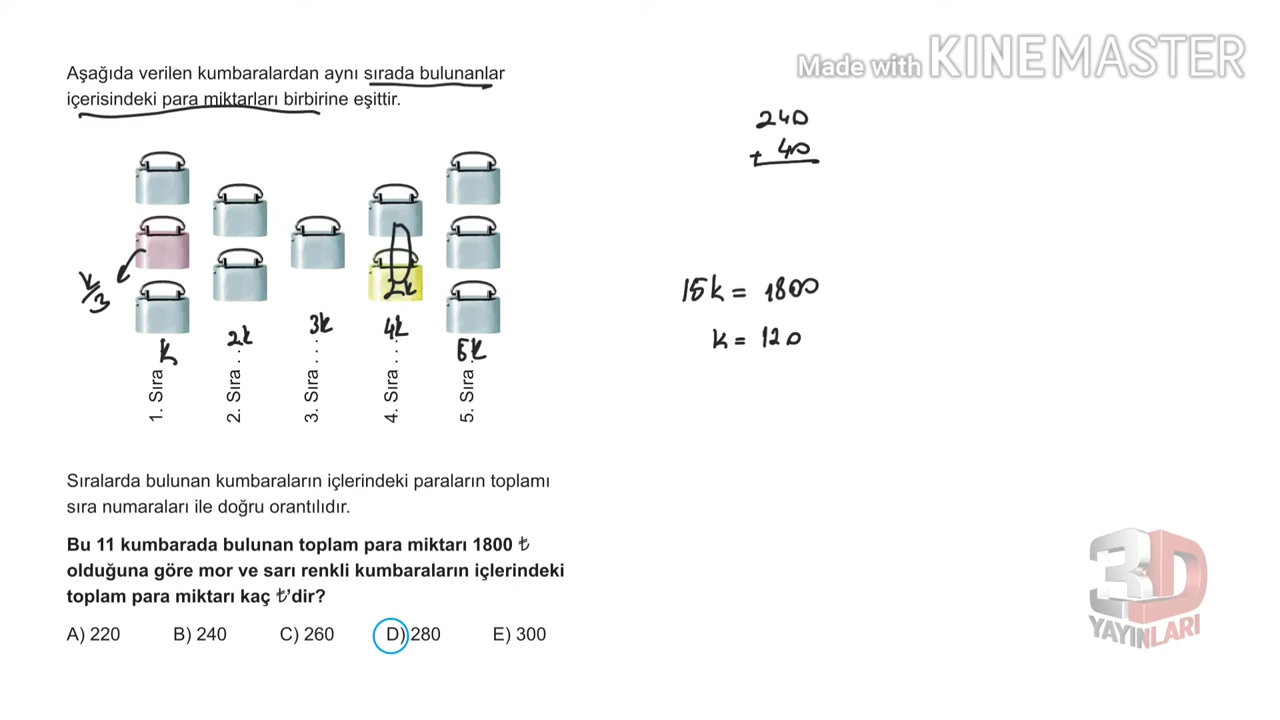 Made with KINEMASTER
Aşağıda verilen kumbaralardan aynı sırada bulunanlar
içerisindeki para miktarları birbirine eşittir.
240
+ 40
k/3
2k
k
2k
3k
4k
5k
1. Sıra . . .
2. Sıra . . .
3. Sıra . . . .
4. Sıra . . .
5. Sıra .
15k = 1800
k = 120
Sıralarda bulunan kumbaraların içlerindeki paraların toplamı
sıra numaraları ile doğru orantılıdır.
Bu 11 kumbarada bulunan toplam para miktarı 1800 ₺
olduğuna göre mor ve sarı renkli kumbaraların içlerindeki
toplam para miktarı kaç ₺'dir?
A) 220 B) 240 C) 260 D) 280 E) 300
3D
YAYINLARI